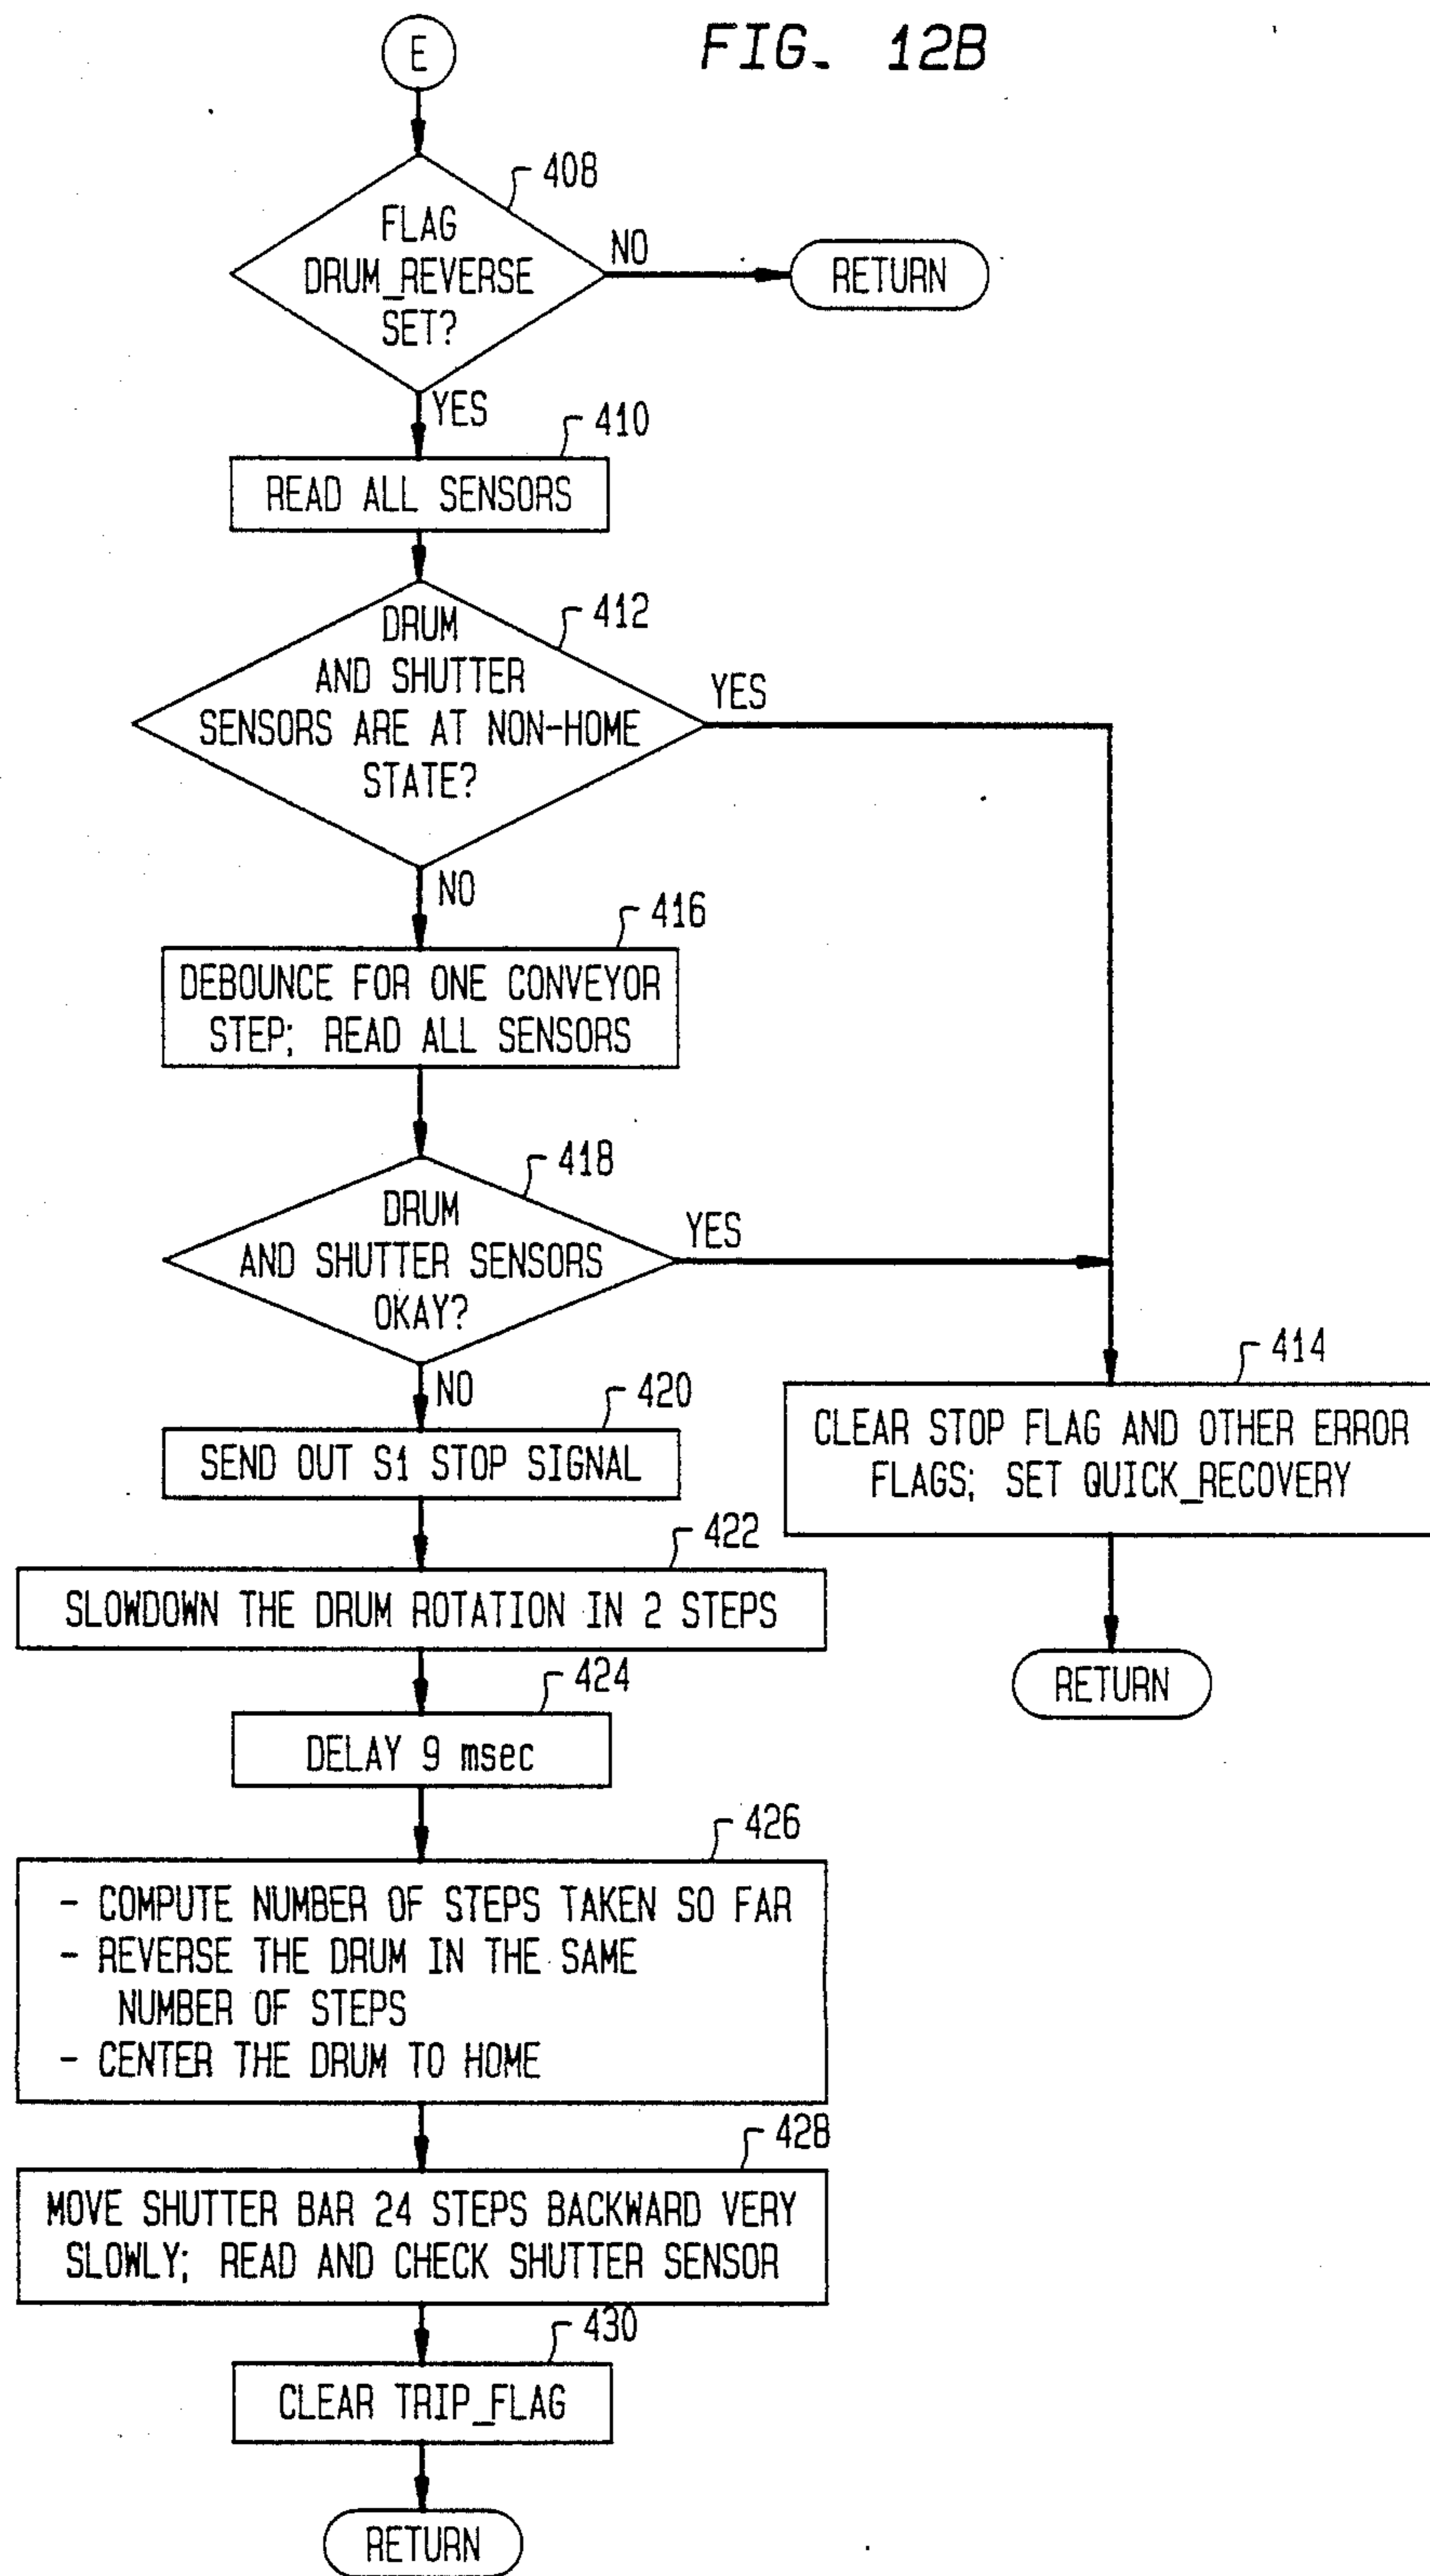 FIG. 12B
E
408
FLAG
DRUM_REVERSE
SET?
NO
RETURN
YES
410
READ ALL SENSORS
412
DRUM
AND SHUTTER
SENSORS ARE AT NON-HOME
STATE?
YES
NO
416
DEBOUNCE FOR ONE CONVEYOR
STEP; READ ALL SENSORS
418
DRUM
AND SHUTTER SENSORS
OKAY?
YES
NO
414
CLEAR STOP FLAG AND OTHER ERROR
FLAGS; SET QUICK_RECOVERY
RETURN
420
SEND OUT S1 STOP SIGNAL
422
SLOWDOWN THE DRUM ROTATION IN 2 STEPS
424
DELAY 9 msec
426
- COMPUTE NUMBER OF STEPS TAKEN SO FAR
- REVERSE THE DRUM IN THE SAME
NUMBER OF STEPS
- CENTER THE DRUM TO HOME
428
MOVE SHUTTER BAR 24 STEPS BACKWARD VERY
SLOWLY; READ AND CHECK SHUTTER SENSOR
430
CLEAR TRIP_FLAG
RETURN